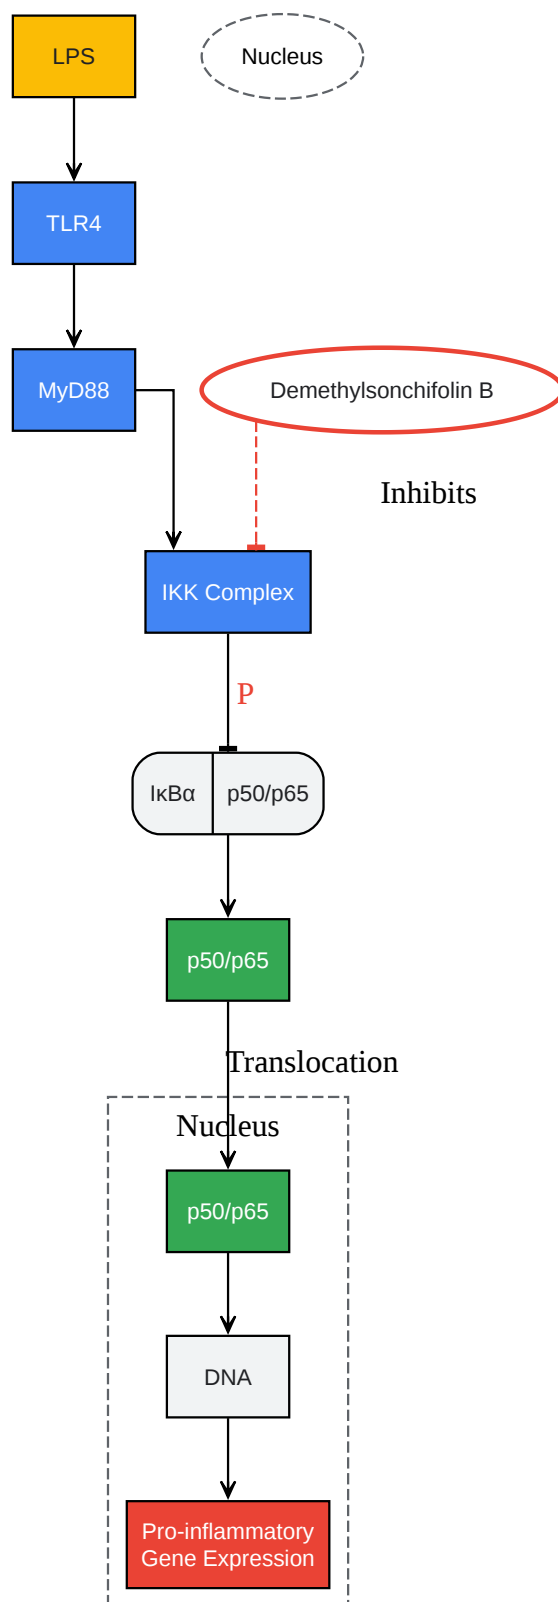 LPS
Nucleus
TLR4
MyD88
Demethylsonchifolin B
Inhibits
IKK Complex
P
IκBα
p50/p65
p50/p65
Translocation
Nucleus
p50/p65
DNA
Pro-inflammatory
Gene Expression